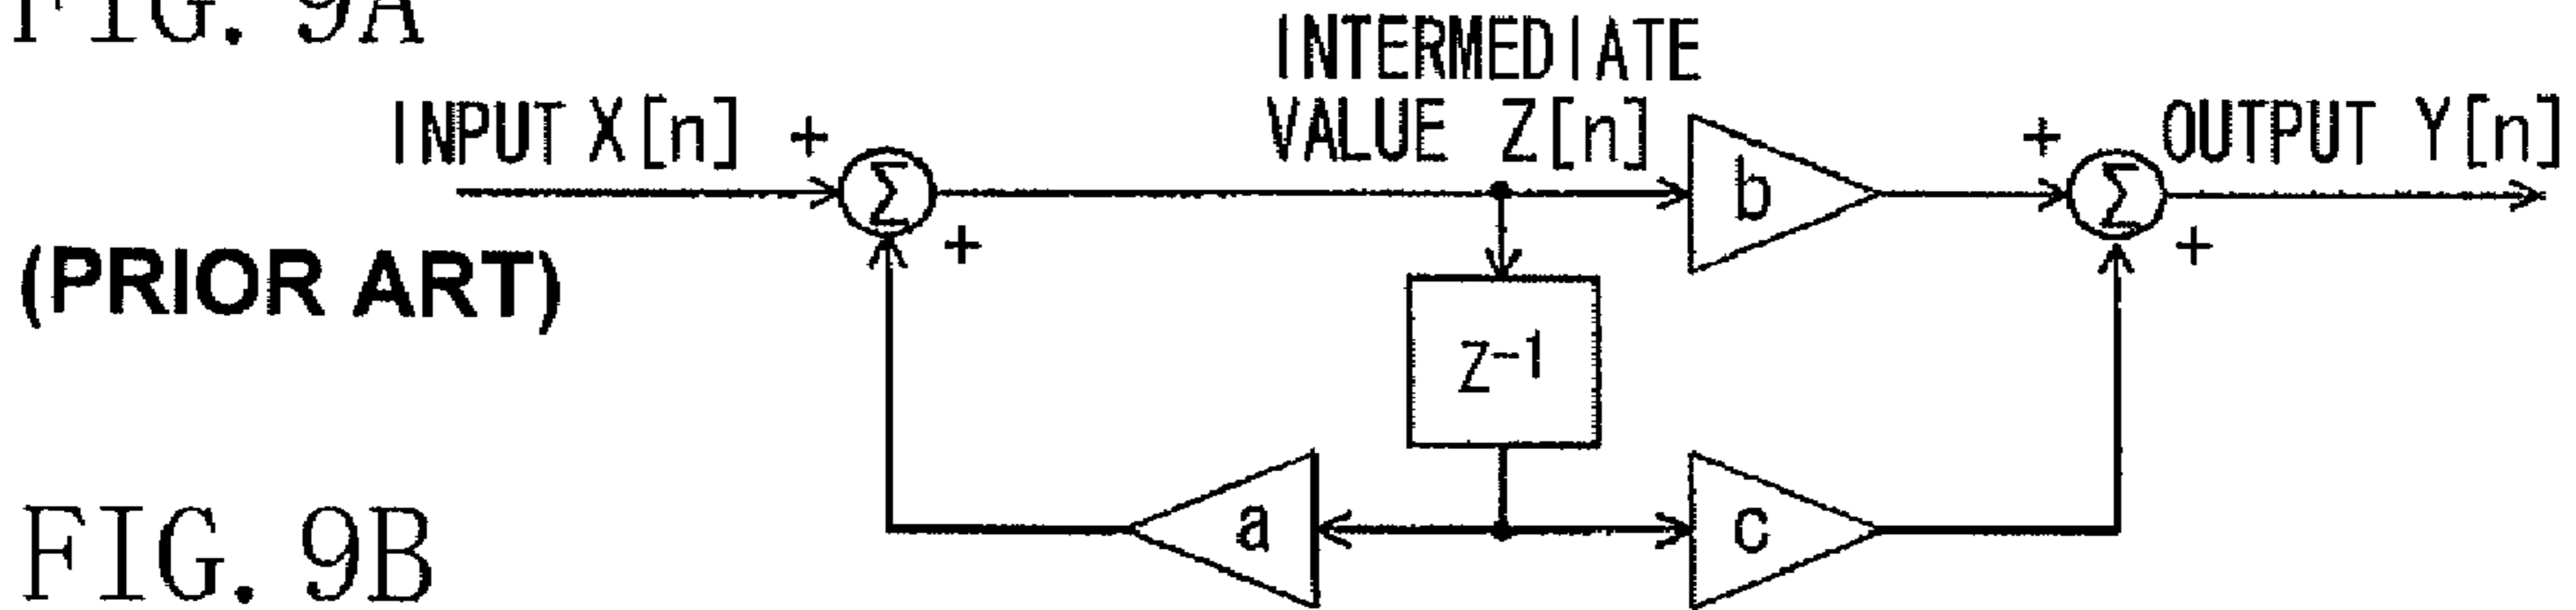 FIG. 9A
INTERMEDIATE
INPUT X[n] + VALUE Z[n] b + OUTPUT Y[n]
Σ Σ
+ +
(PRIOR ART)
z⁻¹
a c
FIG. 9B